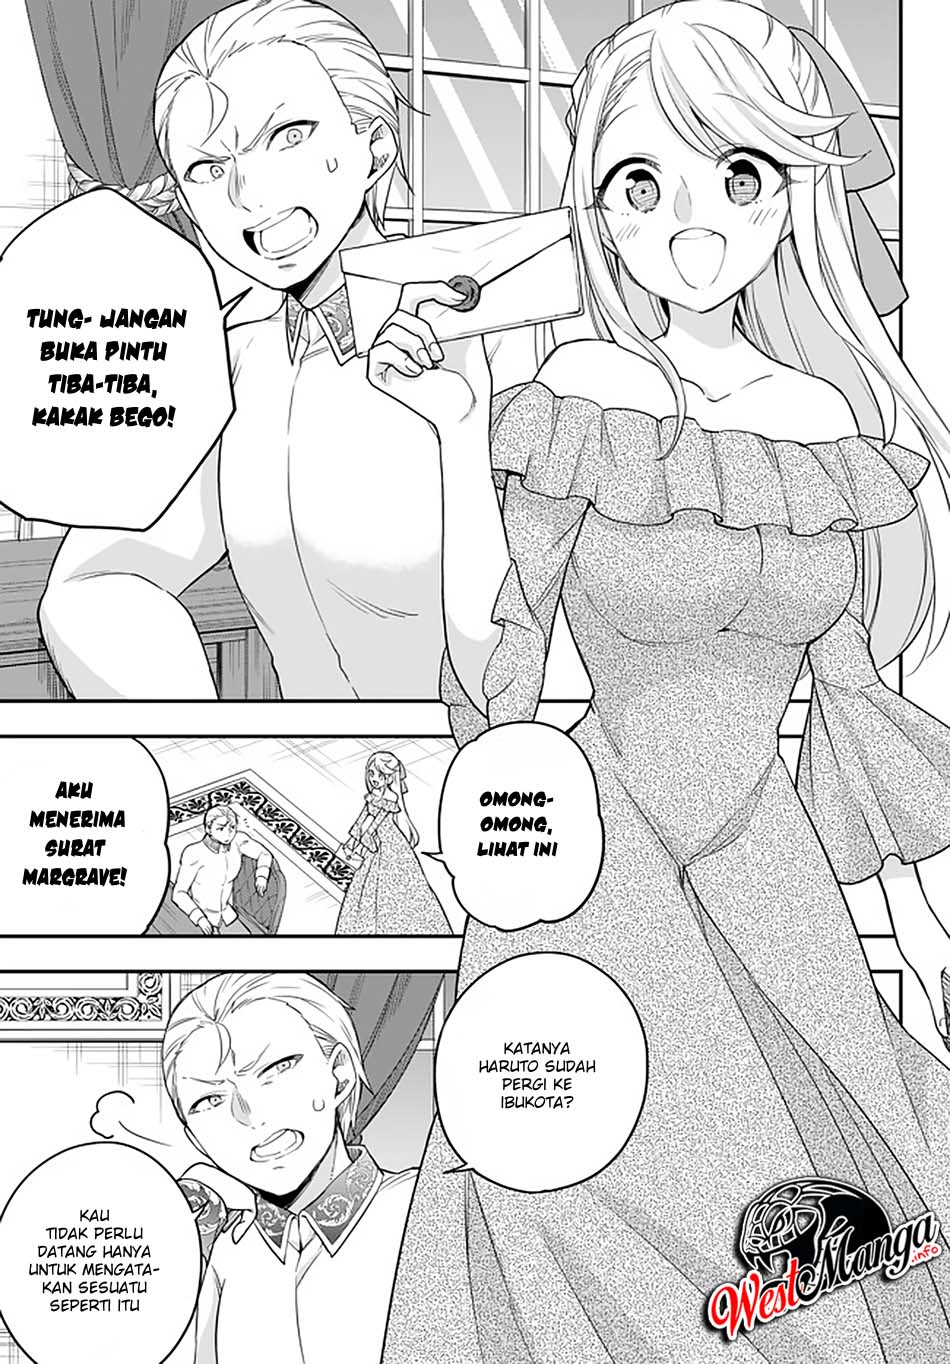 TUNG- JANGAN
BUKA PINTU
TIBA-TIBA,
KAKAK BEGO!
OMONG-
OMONG,
LIHAT INI
AKU
MENERIMA
SURAT
MARGRAVE!
KATANYA
HARUTO SUDAH
PERGI KE
IBUKOTA?
KAU
TIDAK PERLU
DATANG HANYA
UNTUK MENGATA-
KAN SESUATU
SEPERTI ITU
WestManga
.info